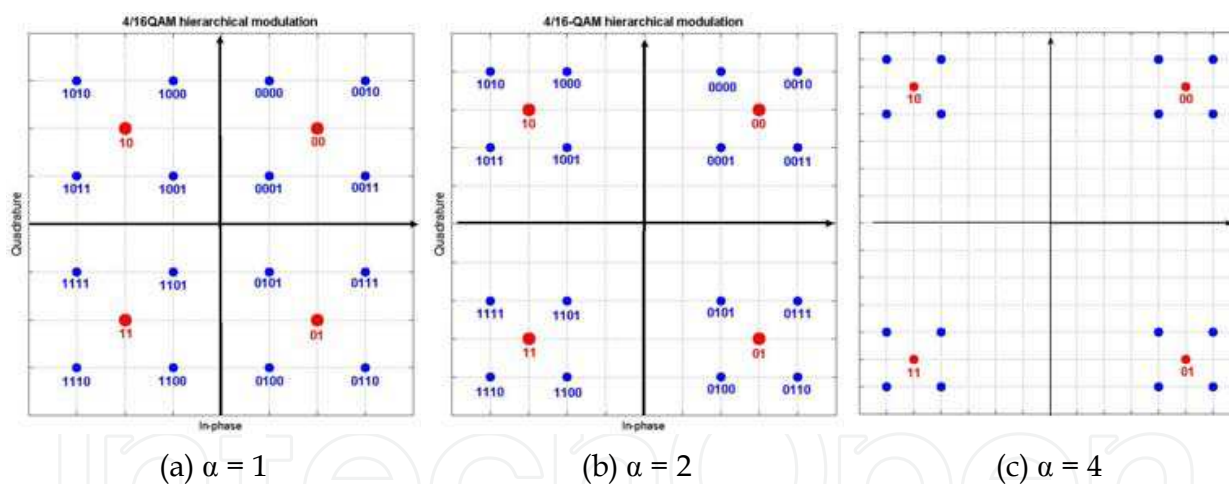 4/16QAM hierarchical modulation
1010 1000 0000 0010
10 00
1011 1001 0001 0011
Quadrature
1111 1101 0101 0111
11 01
1110 1100 0100 0110
In-phase
(a) α = 1
4/16-QAM hierarchical modulation
1010 1000 0000 0010
10 00
1011 1001 0001 0011
Quadrature
1111 1101 0101 0111
11 01
1110 1100 0100 0110
In-phase
(b) α = 2
10 00
11 01
(c) α = 4
IntechOpen